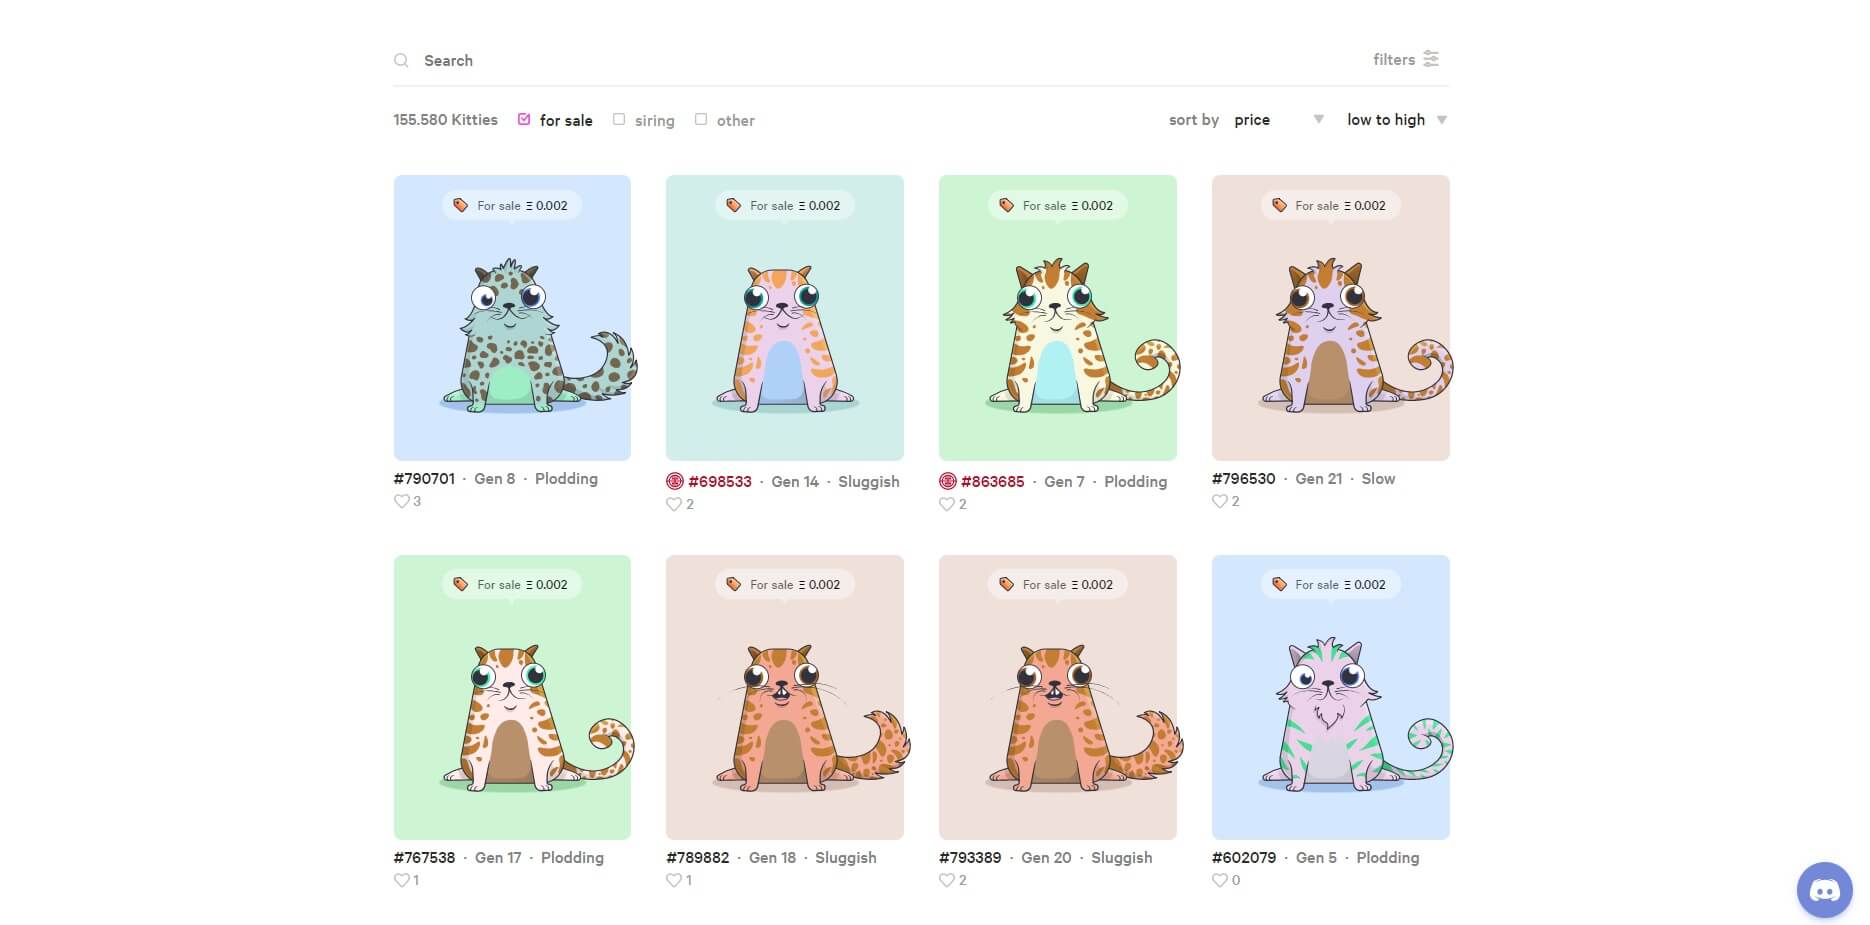 Search
filters
155.580 Kitties for sale siring other sort by price low to high
For sale Ξ 0.002
For sale Ξ 0.002
For sale Ξ 0.002
For sale Ξ 0.002
#790701 · Gen 8 · Plodding
3
#698533 · Gen 14 · Sluggish
2
#863685 · Gen 7 · Plodding
2
#796530 · Gen 21 · Slow
2
For sale Ξ 0.002
For sale Ξ 0.002
For sale Ξ 0.002
For sale Ξ 0.002
#767538 · Gen 17 · Plodding
1
#789882 · Gen 18 · Sluggish
1
#793389 · Gen 20 · Sluggish
2
#602079 · Gen 5 · Plodding
0